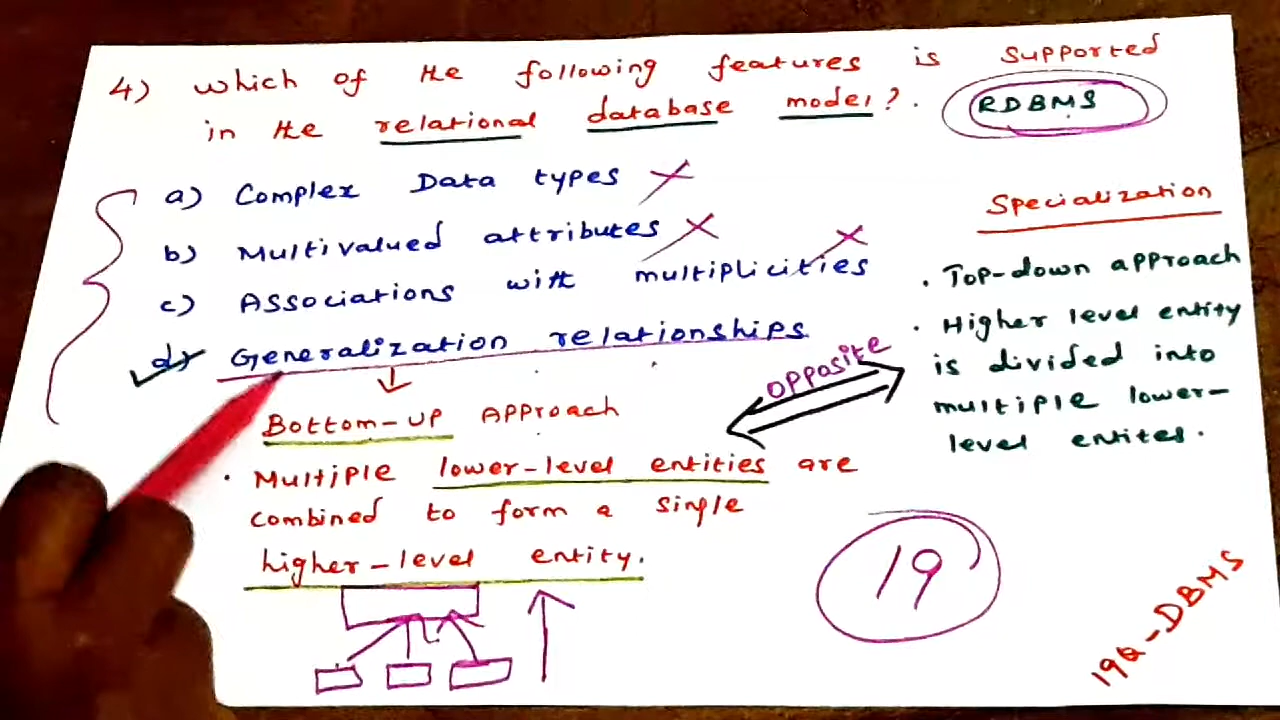 4) which of the following features is supported
in the relational database model?. RDBMS
a) Complex Data types
b) Multivalued attributes
c) Associations with multiplicities
d) Generalization relationships
Bottom-up Approach
• Multiple lower-level entities are
combined to form a single
higher-level entity.
opposite
Specialization
• Top-down approach
• Higher level entity
is divided into
multiple lower-
level entites.
19
19Q-DBMS